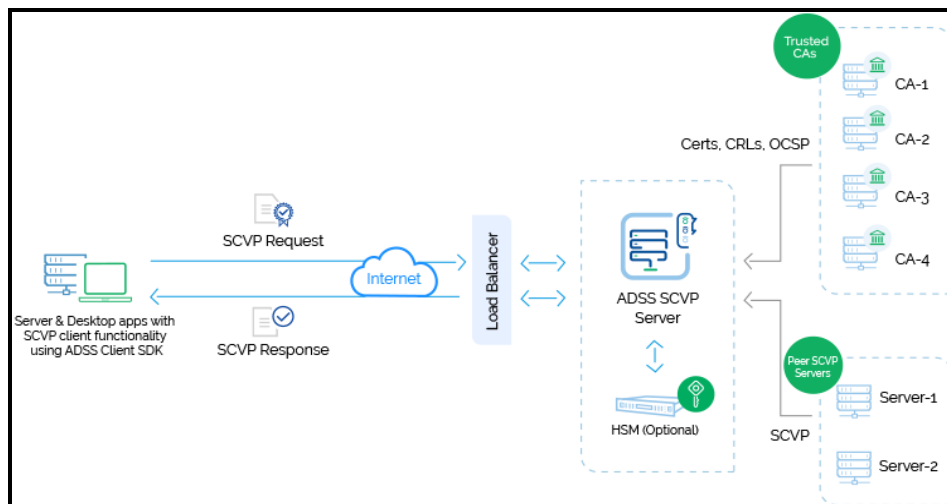 Trusted
CAs
CA-1
CA-2
CA-3
CA-4
Certs, CRLs, OCSP
SCVP Request
Internet
Load Balancer
ADSS SCVP
Server
Server & Desktop apps with
SCVP client functionality
using ADSS Client SDK
SCVP Response
HSM (Optional)
Peer SCVP
Servers
Server-1
SCVP
Server-2